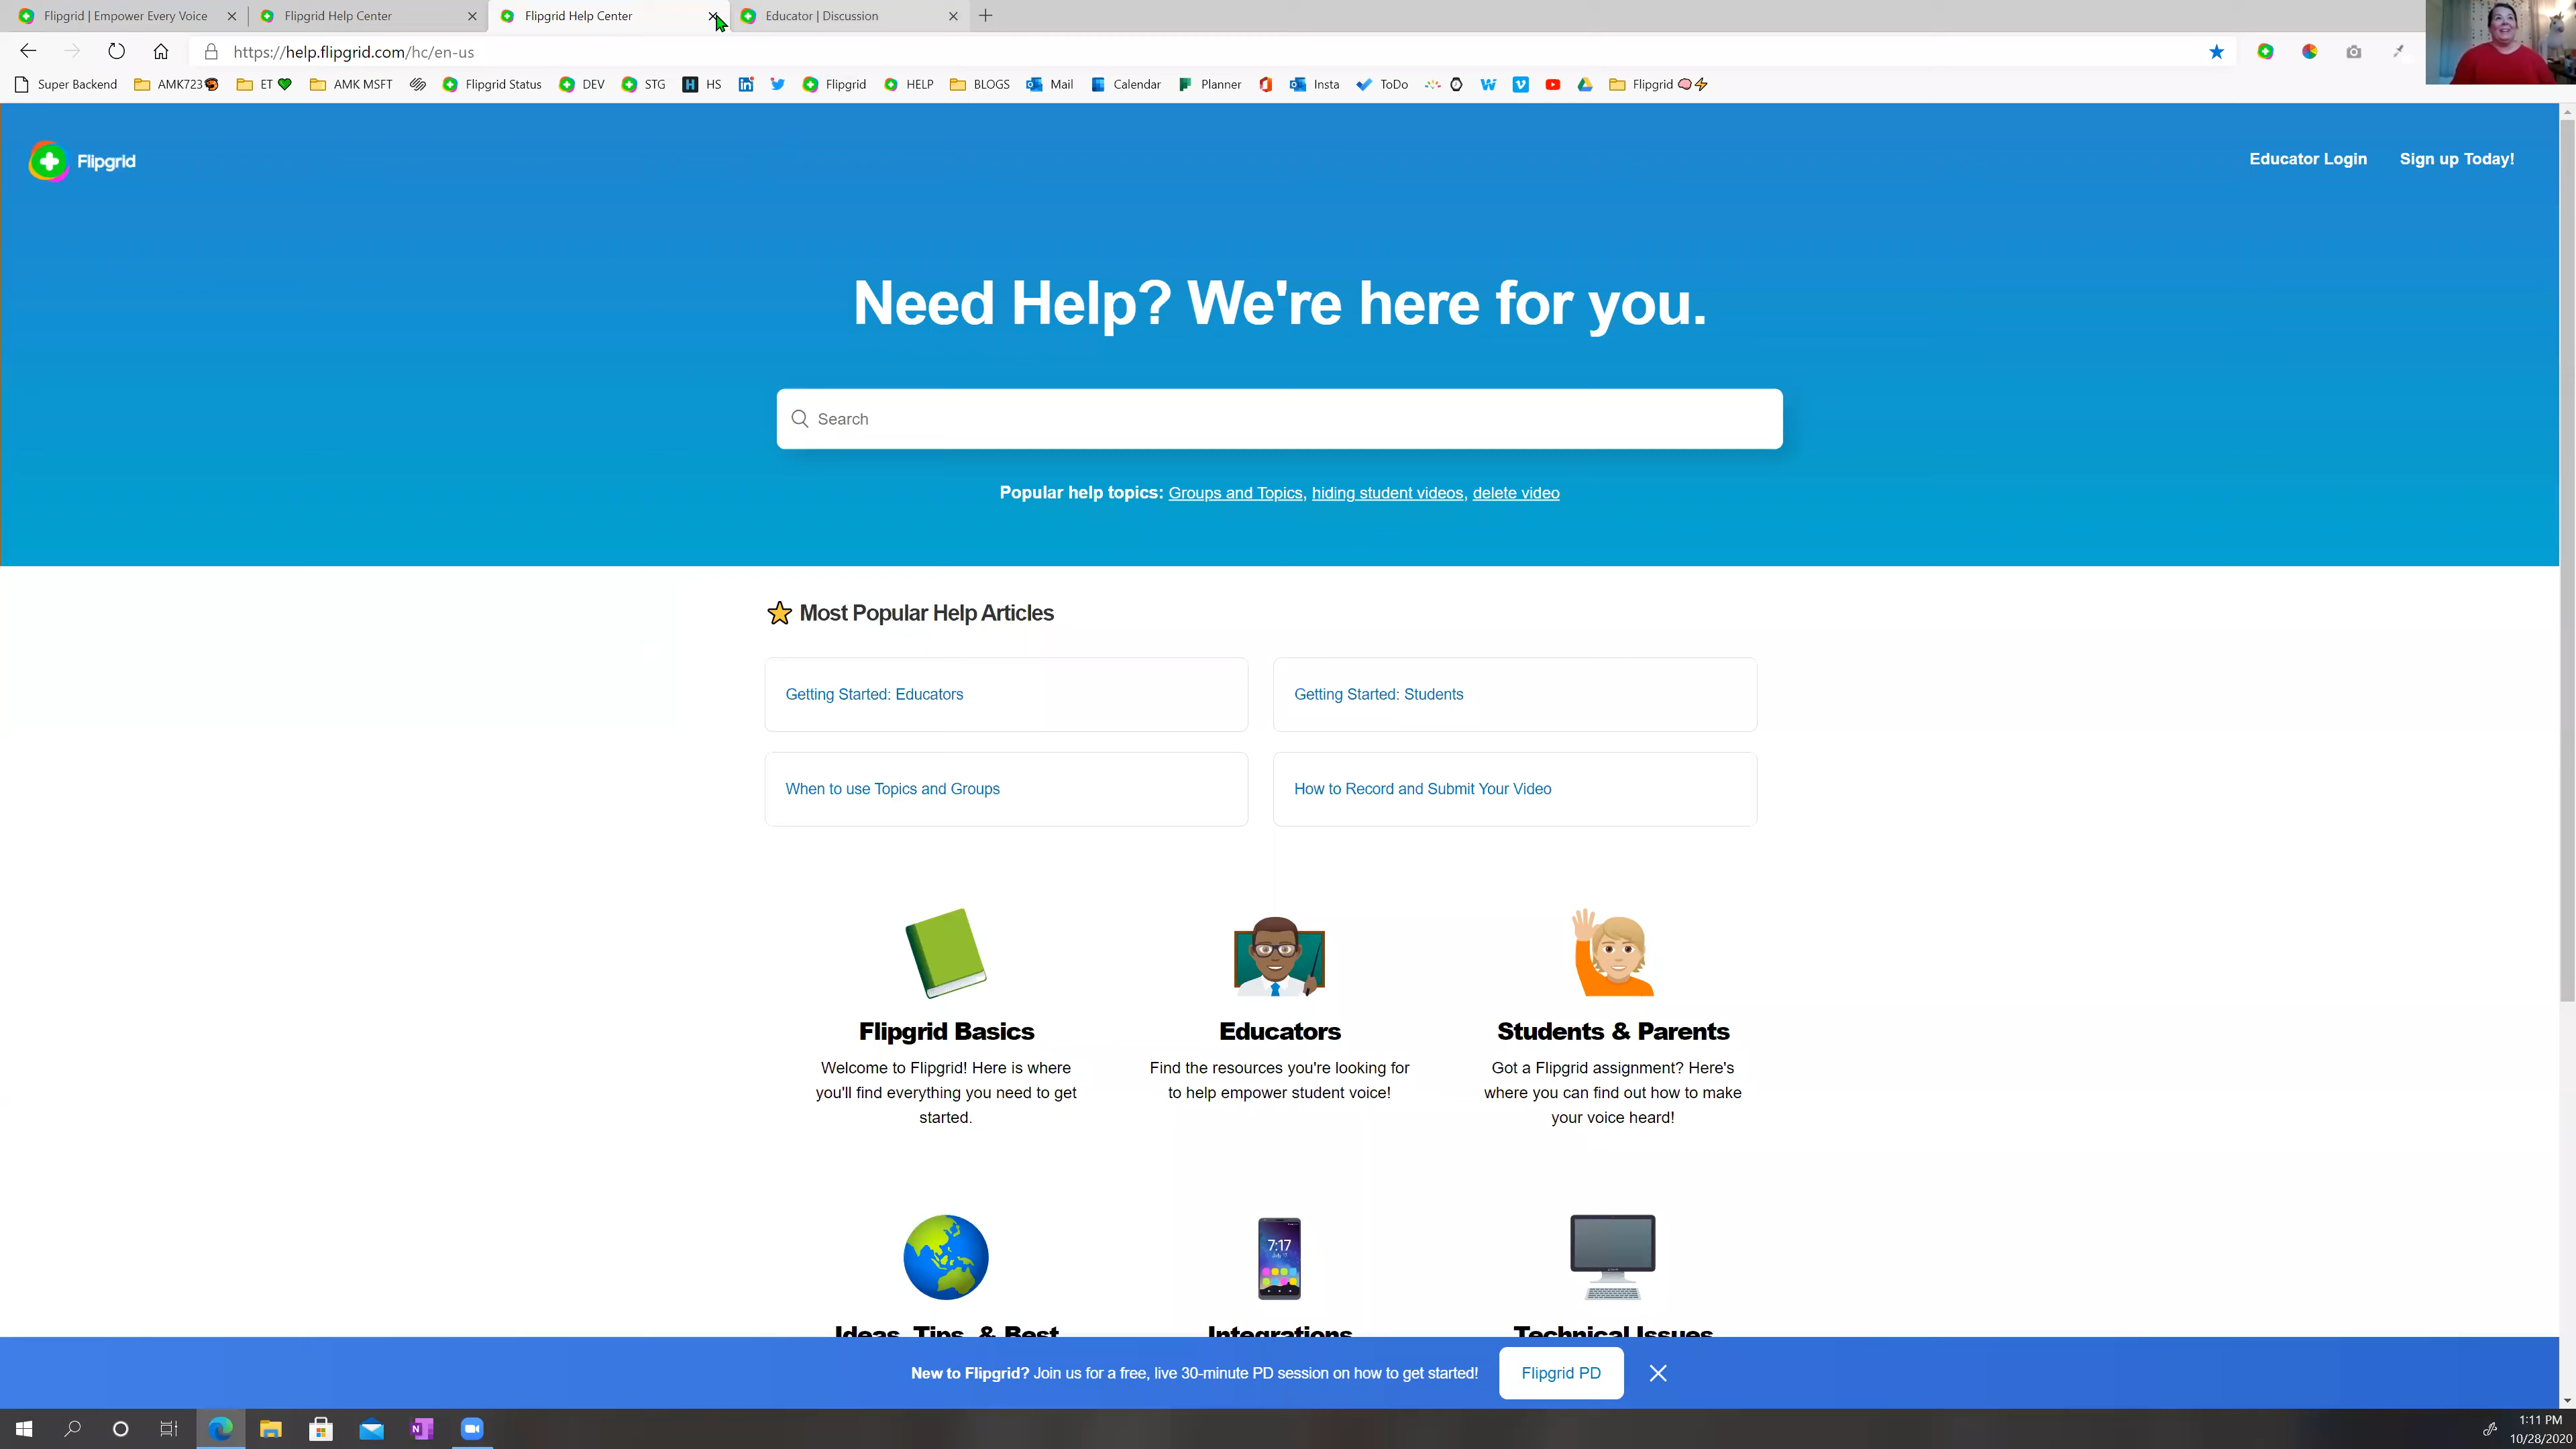 Flipgrid | Empower Every Voice
Flipgrid Help Center
Flipgrid Help Center
Educator | Discussion
https://help.flipgrid.com/hc/en-us
Super Backend AMK723 ET AMK MSFT Flipgrid Status DEV STG HS Flipgrid HELP BLOGS Mail Calendar Planner Insta ToDo Flipgrid
Flipgrid
Educator Login Sign up Today!
Need Help? We're here for you.
Search
Popular help topics: Groups and Topics, hiding student videos, delete video
Most Popular Help Articles
Getting Started: Educators
Getting Started: Students
When to use Topics and Groups
How to Record and Submit Your Video
Flipgrid Basics
Welcome to Flipgrid! Here is where
you'll find everything you need to get
started.
Educators
Find the resources you're looking for
to help empower student voice!
Students & Parents
Got a Flipgrid assignment? Here's
where you can find out how to make
your voice heard!
7:17
Ideas, Tips, & Best
Integrations
Technical Issues
New to Flipgrid? Join us for a free, live 30-minute PD session on how to get started!
Flipgrid PD
1:11 PM
10/28/2020